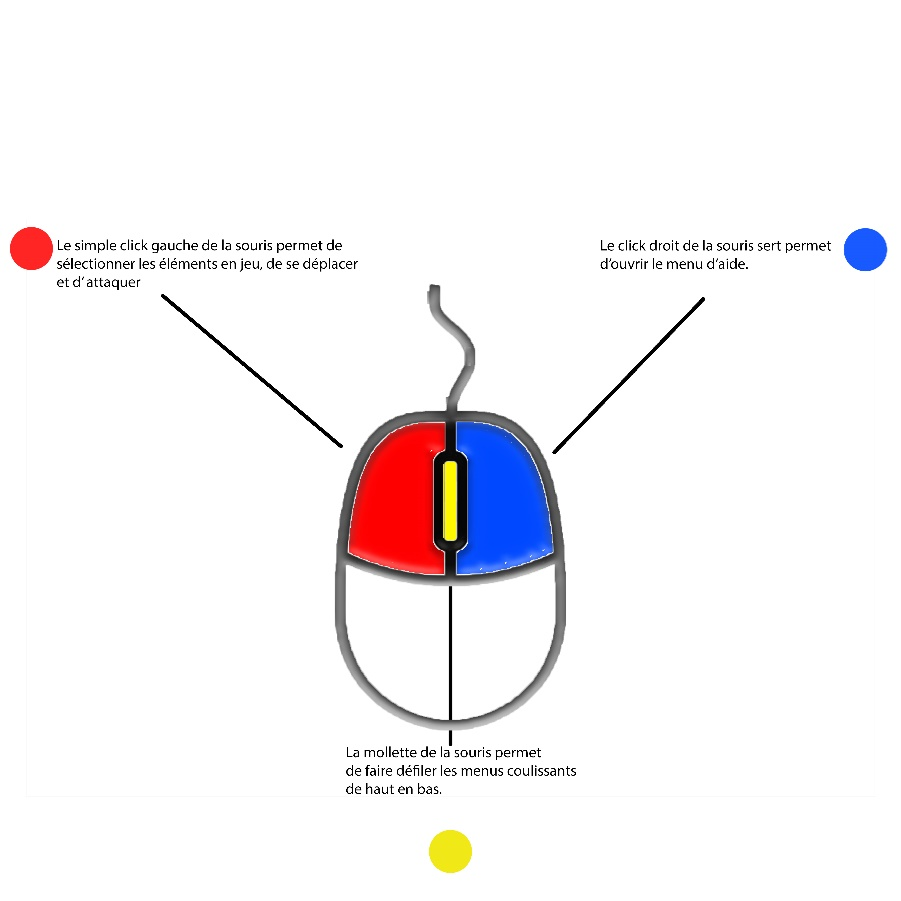 Le simple click gauche de la souris permet de
sélectionner les éléments en jeu, de se déplacer
et d' attaquer
Le click droit de la souris sert permet
d'ouvrir le menu d'aide.
La mollette de la souris permet
de faire défiler les menus coulissants
de haut en bas.